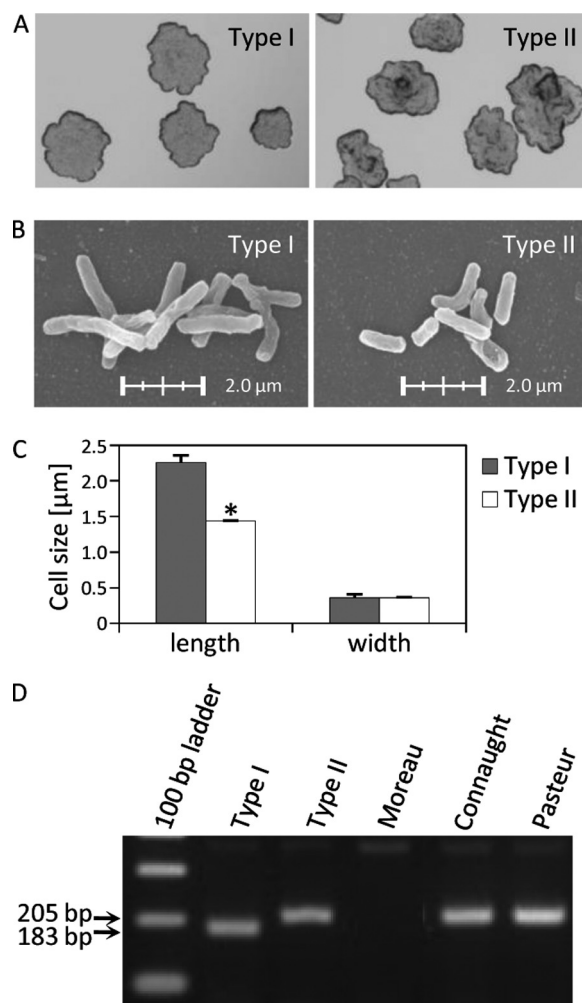 A
Type I
Type II
B
Type I
Type II
2.0 µm
2.0 µm
C
Cell size [µm]
2.5
2.0
1.5
0.5
0
*
length
width
Type I
Type II
D
100 bp ladder
Type I
Type II
Moreau
Connaught
Pasteur
205 bp
183 bp